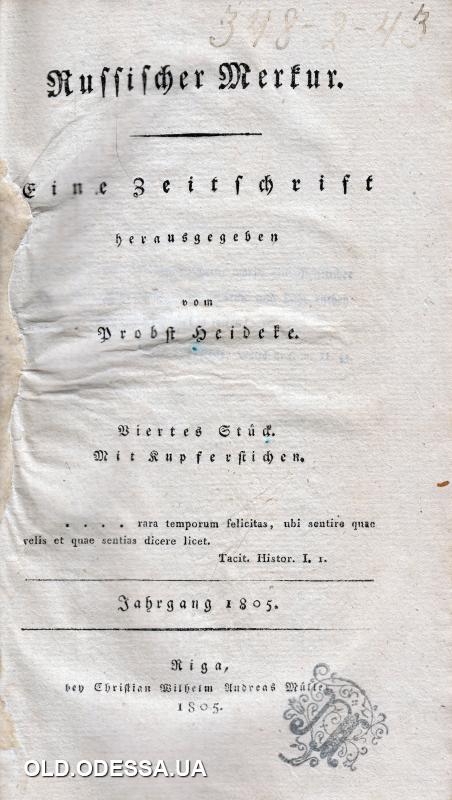 348-2-43
Russischer Merkur.
Eine Zeitschrift
herausgegeben
vom
Probst Heideke.
Viertes Stück.
Mit Kupferstichen.
. . . . rara temporum felicitas, ubi sentire quae
velis et quae sentias dicere licet.
Tacit. Histor. I. 1.
Jahrgang 1805.
Riga,
bey Christian Wilhelm Andreas Müller
1805.
OLD.ODESSA.UA